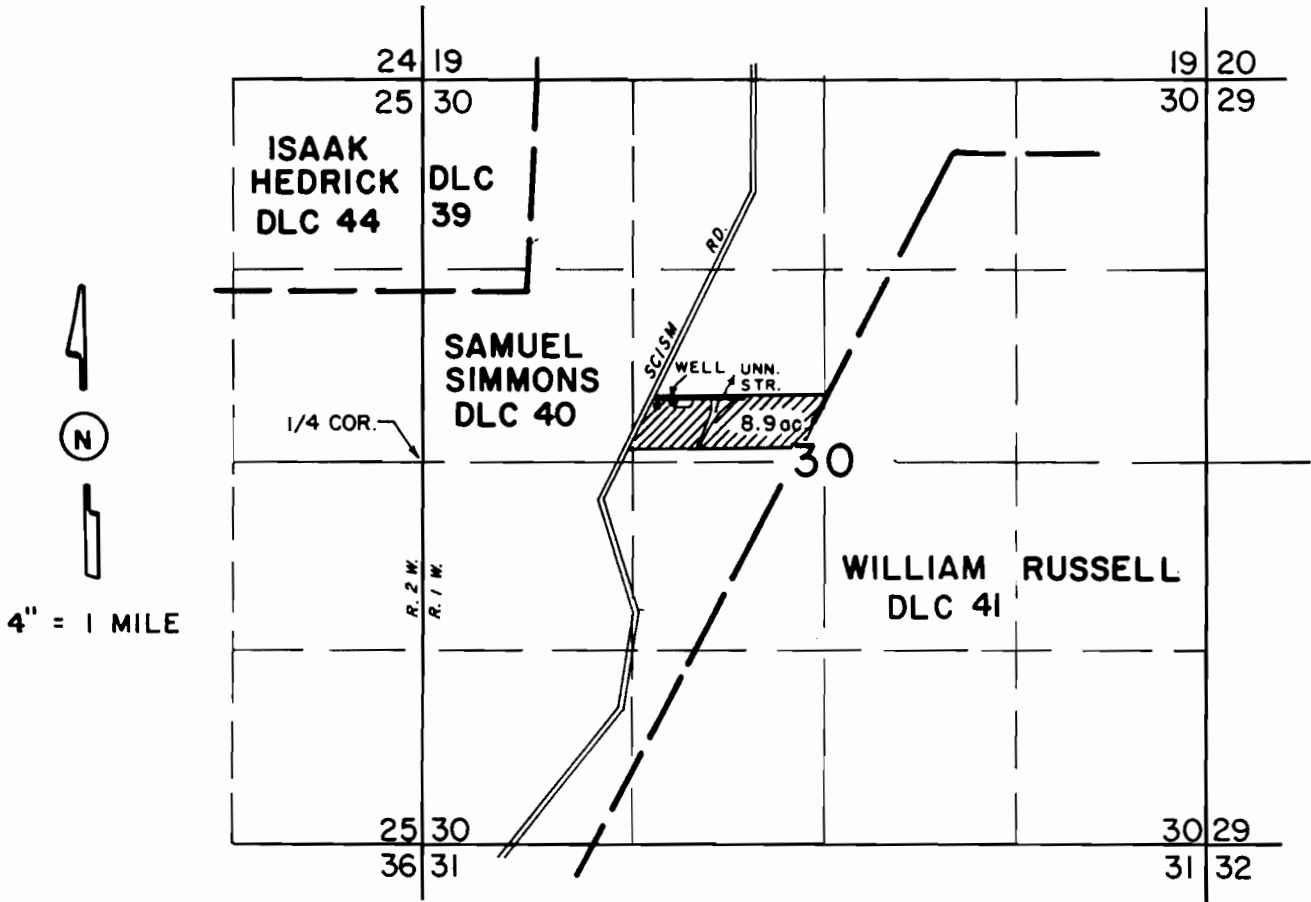 24 19
19 20
25 30
30 29
ISAAK
HEDRICK DLC
DLC 44 39
SCISM RD.
SAMUEL
SIMMONS
DLC 40
WELL
UNN.
STR.
8.9 ac.
1/4 COR.
N
30
R. 2 W.
R. 1 W.
WILLIAM RUSSELL
DLC 41
4" = 1 MILE
25 30
30 29
36 31
31 32